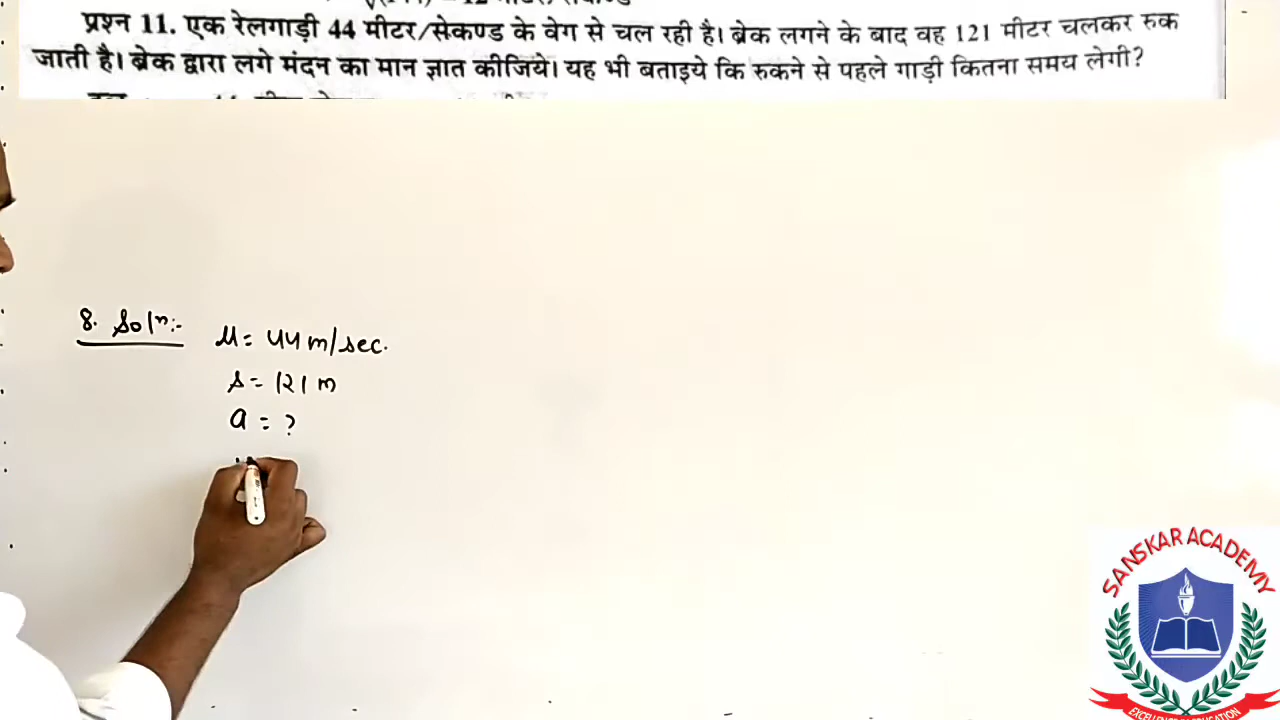 प्रश्न 11. एक रेलगाड़ी 44 मीटर/सेकण्ड के वेग से चल रही है। ब्रेक लगने के बाद वह 121 मीटर चलकर रुक
जाती है। ब्रेक द्वारा लगे मंदन का मान ज्ञात कीजिये। यह भी बताइये कि रुकने से पहले गाड़ी कितना समय लेगी?
8. Soln:- u = 44 m/sec.
s = 121 m
a = ?
SANSKAR ACADEMY